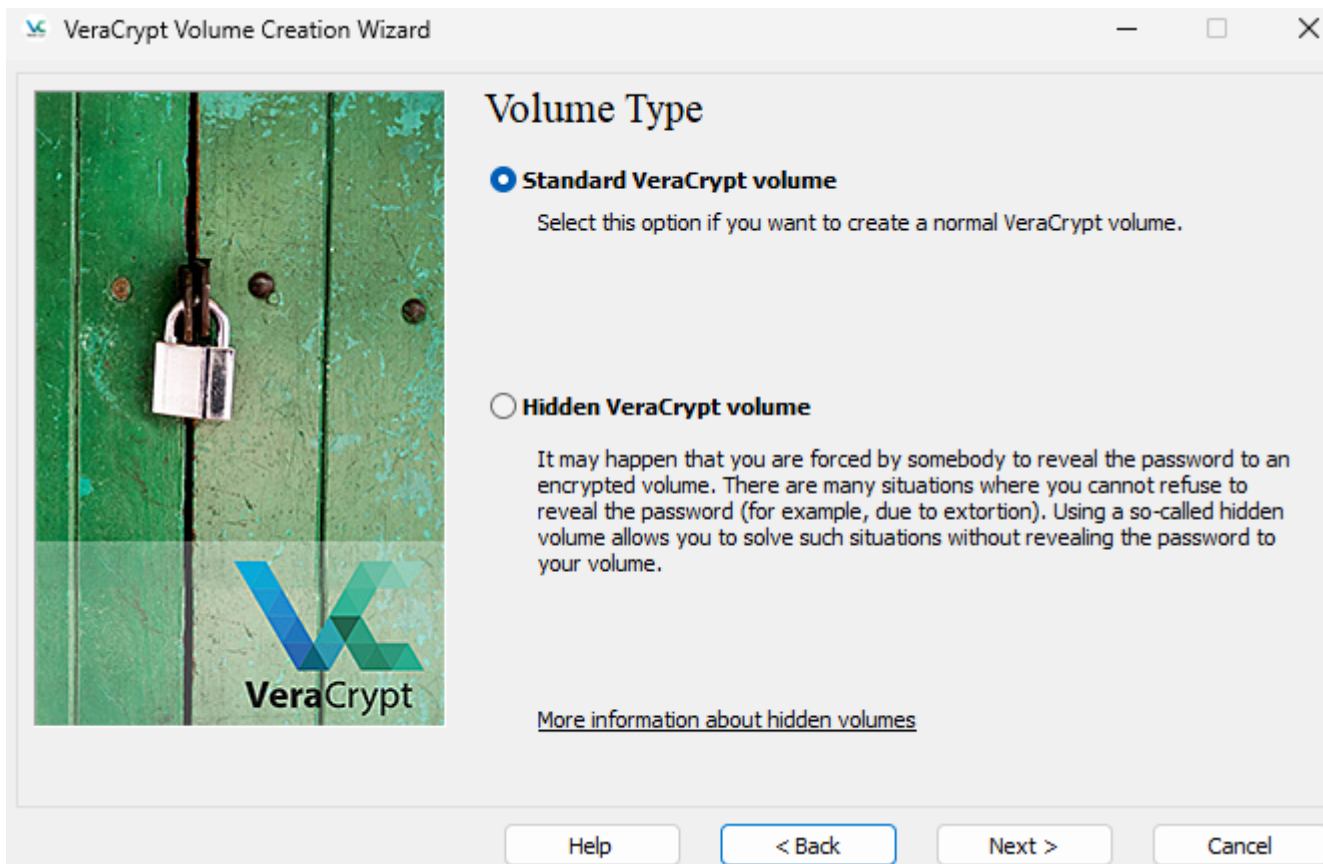 VeraCrypt Volume Creation Wizard
Volume Type
Standard VeraCrypt volume
Select this option if you want to create a normal VeraCrypt volume.
Hidden VeraCrypt volume
It may happen that you are forced by somebody to reveal the password to an
encrypted volume. There are many situations where you cannot refuse to
reveal the password (for example, due to extortion). Using a so-called hidden
volume allows you to solve such situations without revealing the password to
your volume.
VeraCrypt
More information about hidden volumes
Help
< Back
Next >
Cancel